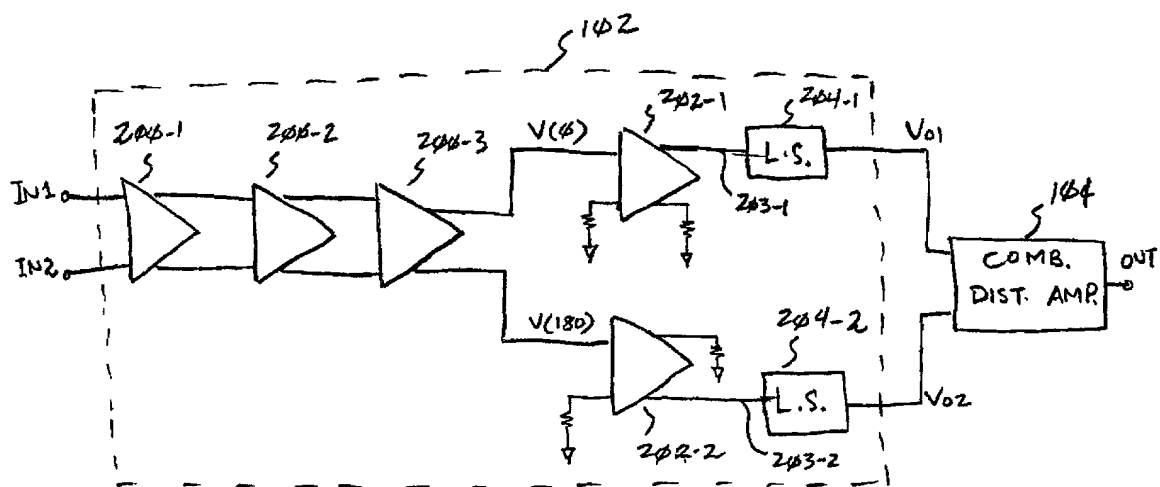 102
202-1
204-1
200-1
200-2
200-3
V(0)
V01
L.S.
IN1
203-1
104
IN2
COMB.
DIST. AMP.
OUT
V(180)
204-2
L.S.
V02
202-2
203-2